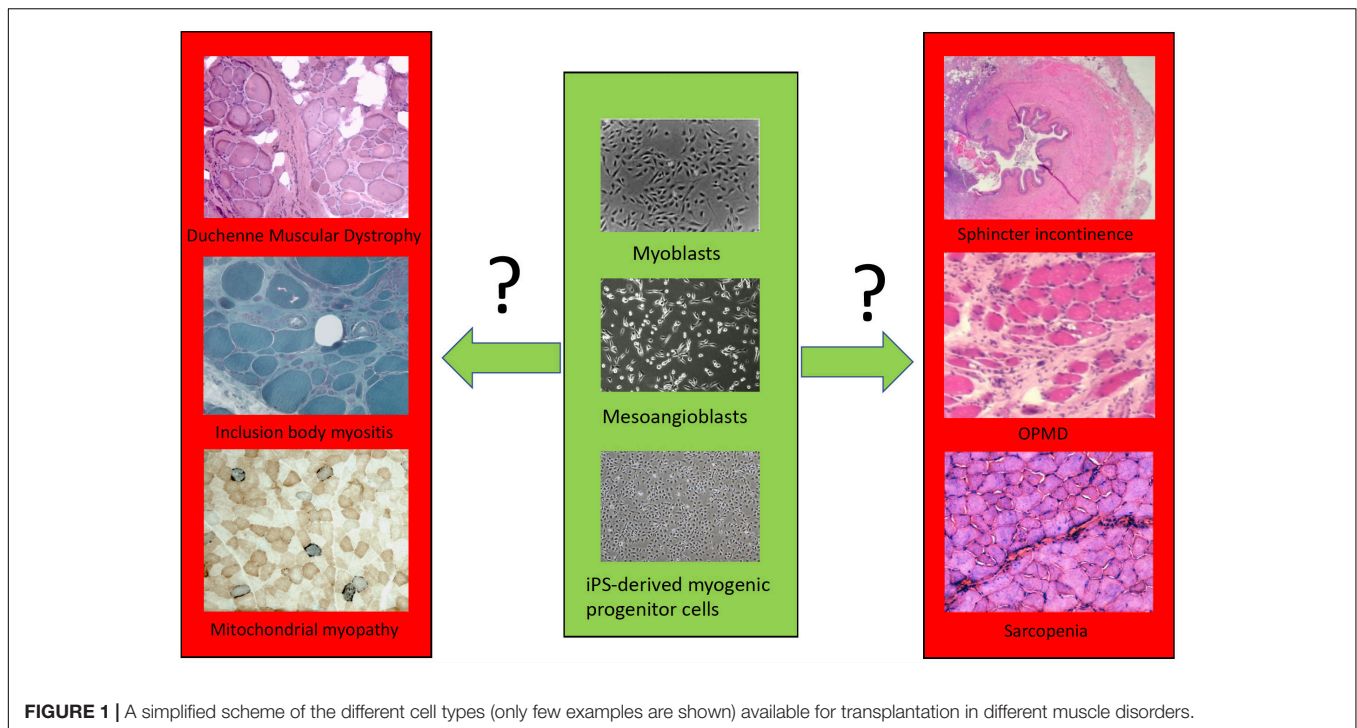 Duchenne Muscular Dystrophy
Inclusion body myositis
Mitochondrial myopathy
?
Myoblasts
Mesoangioblasts
iPS-derived myogenic
progenitor cells
?
Sphincter incontinence
OPMD
Sarcopenia
FIGURE 1 | A simplified scheme of the different cell types (only few examples are shown) available for transplantation in different muscle disorders.